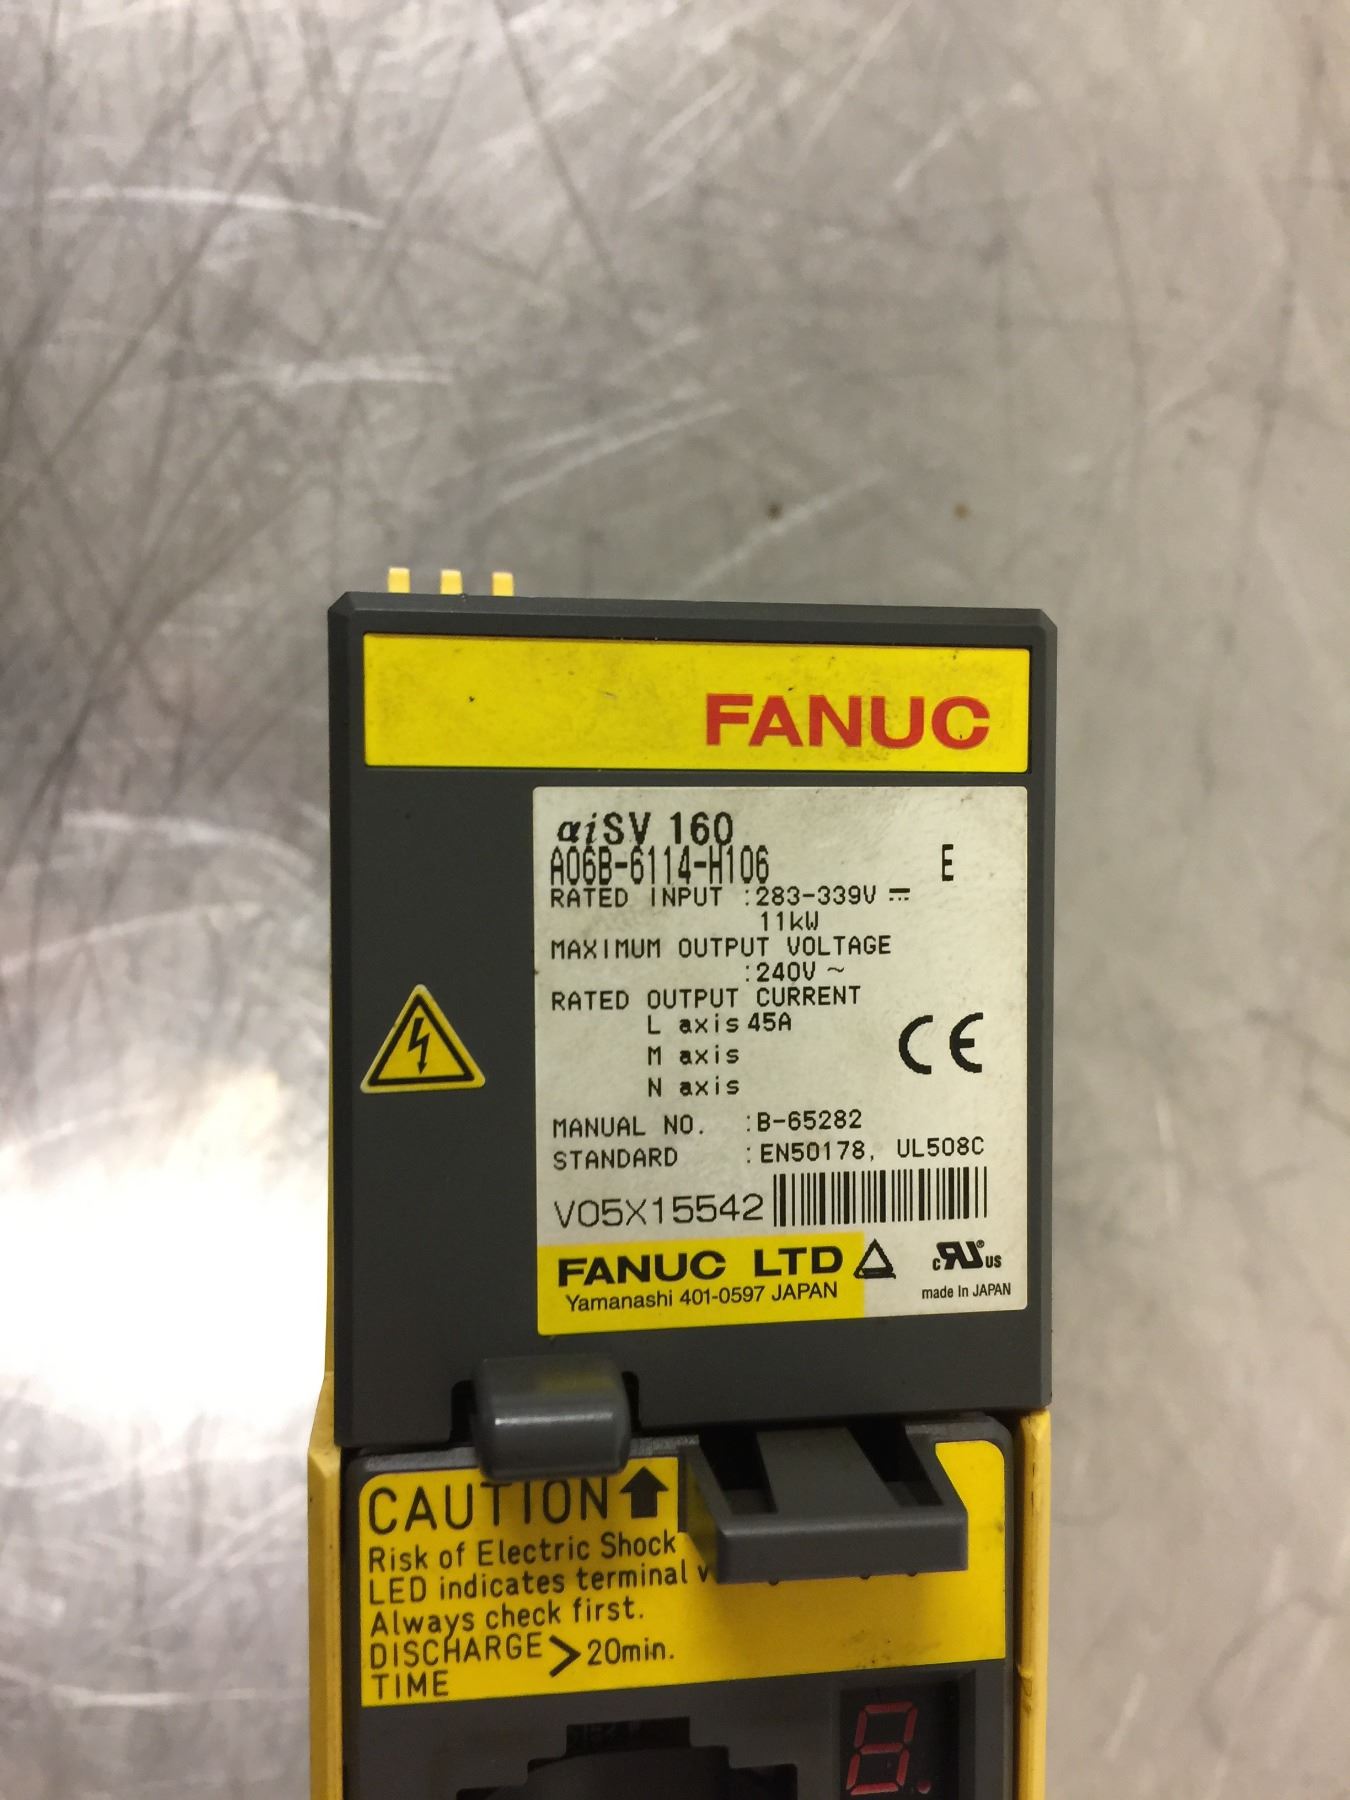 FANUC
αiSV 160
A06B-6114-H106 E
RATED INPUT :283-339V ⎓
11kW
MAXIMUM OUTPUT VOLTAGE
:240V ~
RATED OUTPUT CURRENT
L axis 45A
M axis
N axis
CE
MANUAL NO. :B-65282
STANDARD :EN50178, UL508C
V05X15542
FANUC LTD
Yamanashi 401-0597 JAPAN
c RU us
made in JAPAN
CAUTION
Risk of Electric Shock
LED indicates terminal
Always check first.
DISCHARGE > 20min.
TIME
8.